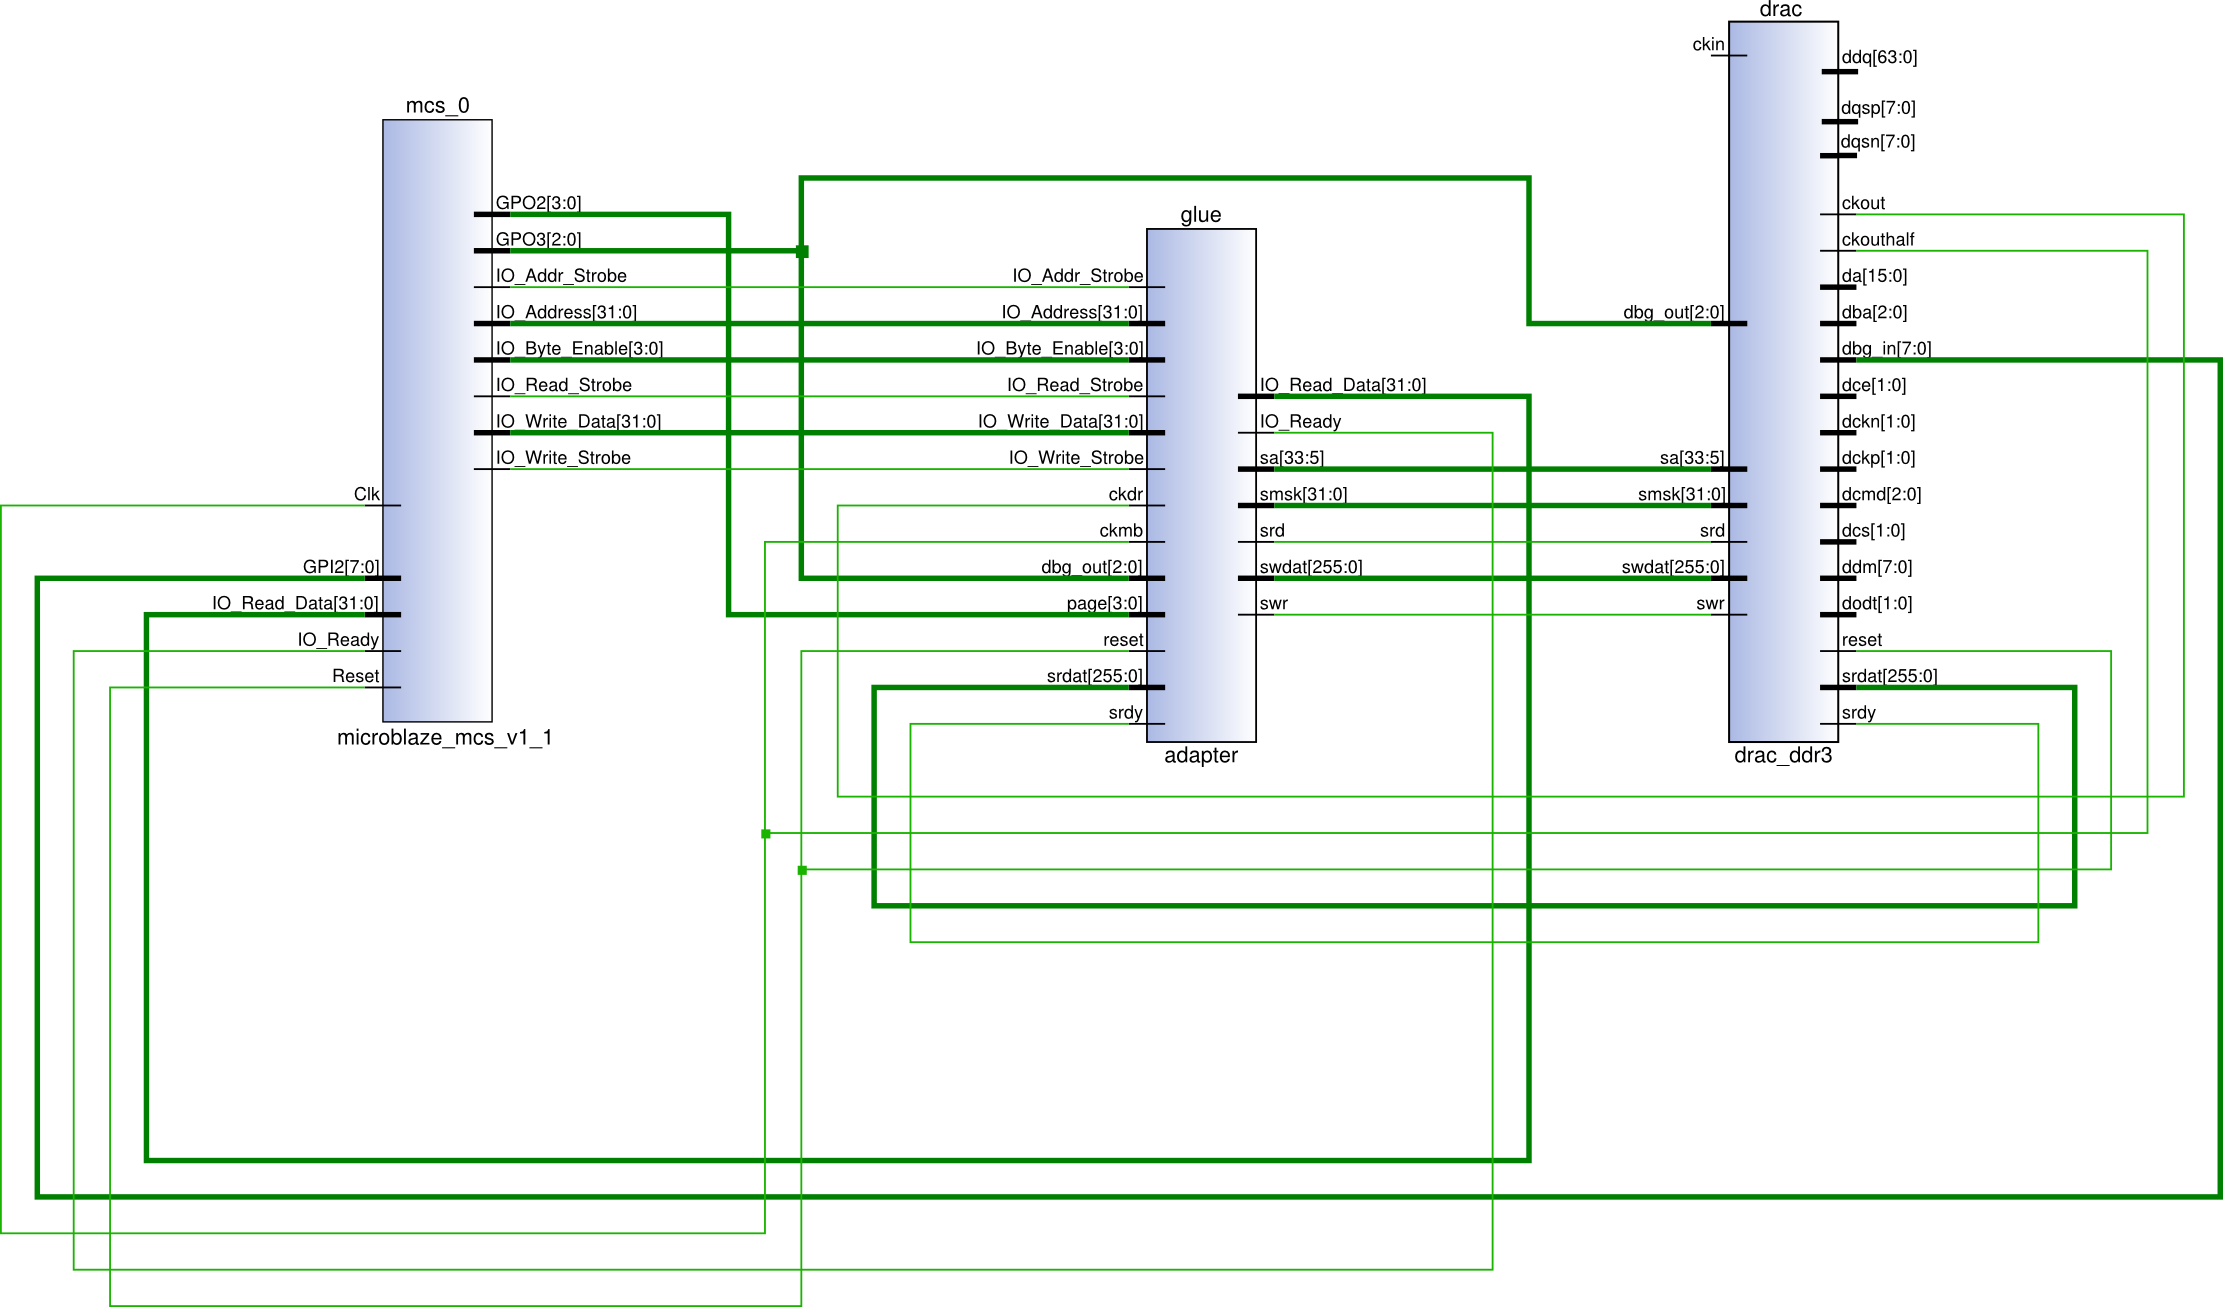 mcs_0
GPO2[3:0]
GPO3[2:0]
IO_Addr_Strobe
IO_Address[31:0]
IO_Byte_Enable[3:0]
IO_Read_Strobe
IO_Write_Data[31:0]
IO_Write_Strobe
Clk
GPI2[7:0]
IO_Read_Data[31:0]
IO_Ready
Reset
microblaze_mcs_v1_1
glue
IO_Addr_Strobe
IO_Address[31:0]
IO_Byte_Enable[3:0]
IO_Read_Strobe
IO_Write_Data[31:0]
IO_Write_Strobe
ckdr
ckmb
dbg_out[2:0]
page[3:0]
reset
srdat[255:0]
srdy
IO_Read_Data[31:0]
IO_Ready
sa[33:5]
smsk[31:0]
srd
swdat[255:0]
swr
adapter
drac
ckin
dbg_out[2:0]
sa[33:5]
smsk[31:0]
srd
swdat[255:0]
swr
ddq[63:0]
dqsp[7:0]
dqsn[7:0]
ckout
ckouthalf
da[15:0]
dba[2:0]
dbg_in[7:0]
dce[1:0]
dckn[1:0]
dckp[1:0]
dcmd[2:0]
dcs[1:0]
ddm[7:0]
dodt[1:0]
reset
srdat[255:0]
srdy
drac_ddr3